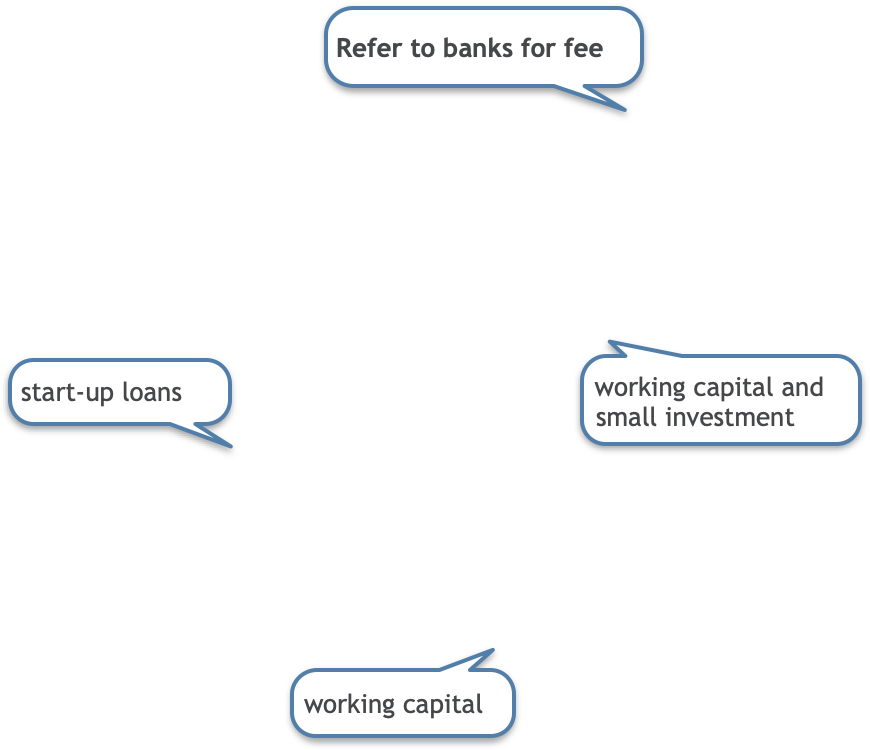 Refer to banks for fee
start-up loans
working capital and
small investment
working capital